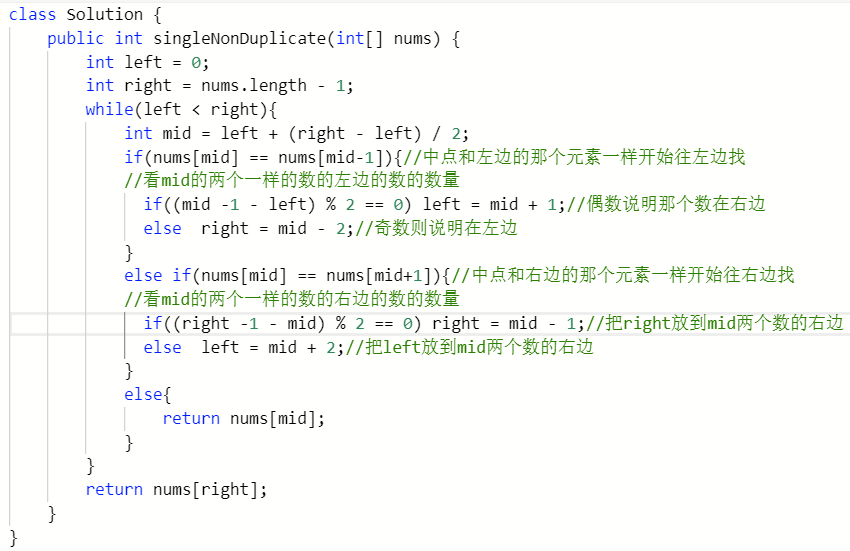 class Solution {
    public int singleNonDuplicate(int[] nums) {
        int left = 0;
        int right = nums.length - 1;
        while(left < right){
            int mid = left + (right - left) / 2;
            if(nums[mid] == nums[mid-1]){//中点和左边的那个元素一样开始往左边找
            //看mid的两个一样的数的左边的数的数量
              if((mid -1 - left) % 2 == 0) left = mid + 1;//偶数说明那个数在右边
              else  right = mid - 2;//奇数则说明在左边
            }
            else if(nums[mid] == nums[mid+1]){//中点和右边的那个元素一样开始往右边找
            //看mid的两个一样的数的右边的数的数量
              if((right -1 - mid) % 2 == 0) right = mid - 1;//把right放到mid两个数的右边
              else  left = mid + 2;//把left放到mid两个数的右边
            }
            else{
                return nums[mid];
            }
        }
        return nums[right];
    }
}